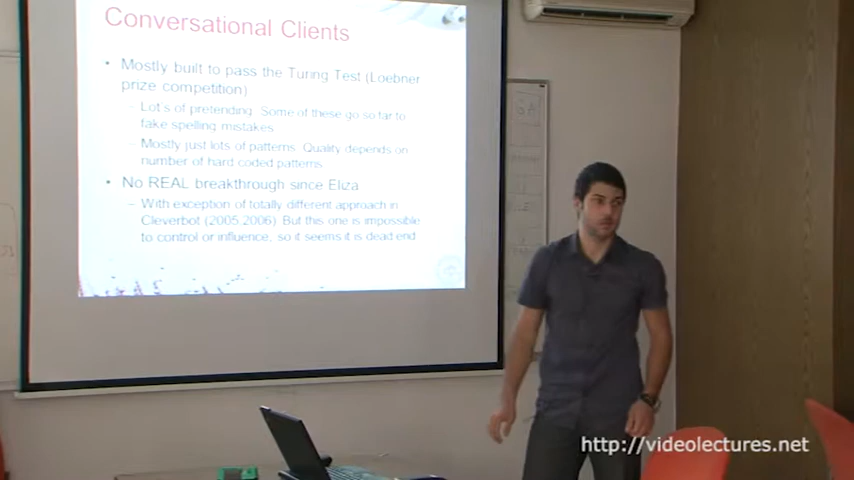 Conversational Clients
• Mostly built to pass the Turing Test (Loebner
prize competition)
– Lot's of pretending. Some of these go so far to
fake spelling mistakes
– Mostly just lots of patterns. Quality depends on
number of hard coded patterns.
• No REAL breakthrough since Eliza
– With exception of totally different approach in
Cleverbot (2005,2006). But this one is impossible
to control or influence, so it seems it is dead end
http://videolectures.net